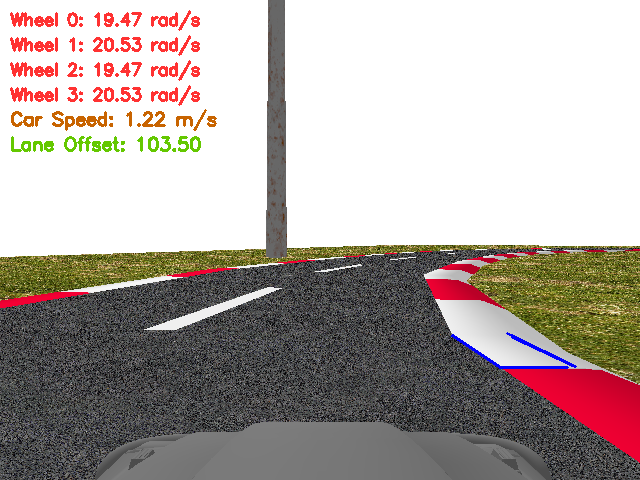 Wheel 0: 19.47 rad/s
Wheel 1: 20.53 rad/s
Wheel 2: 19.47 rad/s
Wheel 3: 20.53 rad/s
Car Speed: 1.22 m/s
Lane Offset: 103.50